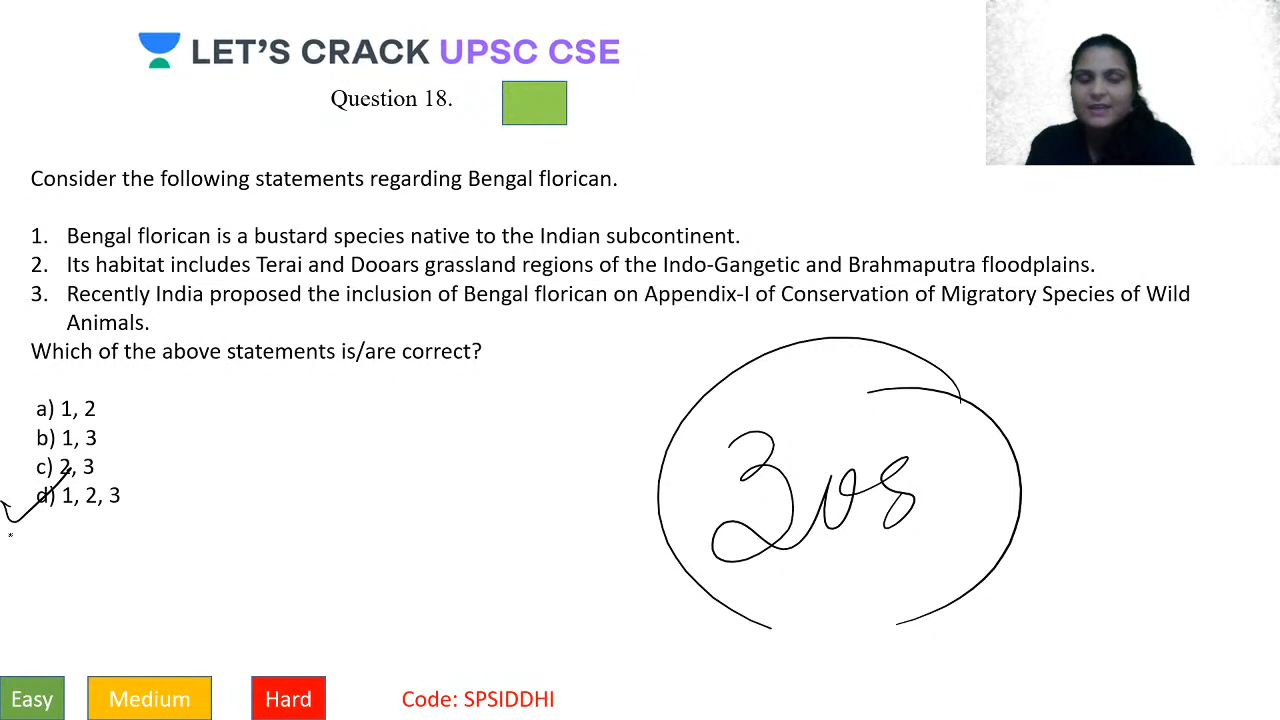 LET'S CRACK UPSC CSE
Question 18.
Consider the following statements regarding Bengal florican.
1. Bengal florican is a bustard species native to the Indian subcontinent.
2. Its habitat includes Terai and Dooars grassland regions of the Indo-Gangetic and Brahmaputra floodplains.
3. Recently India proposed the inclusion of Bengal florican on Appendix-I of Conservation of Migratory Species of Wild
Animals.
Which of the above statements is/are correct?
a) 1, 2
b) 1, 3
c) 2, 3
d) 1, 2, 3
Easy
Medium
Hard
Code: SPSIDDHI